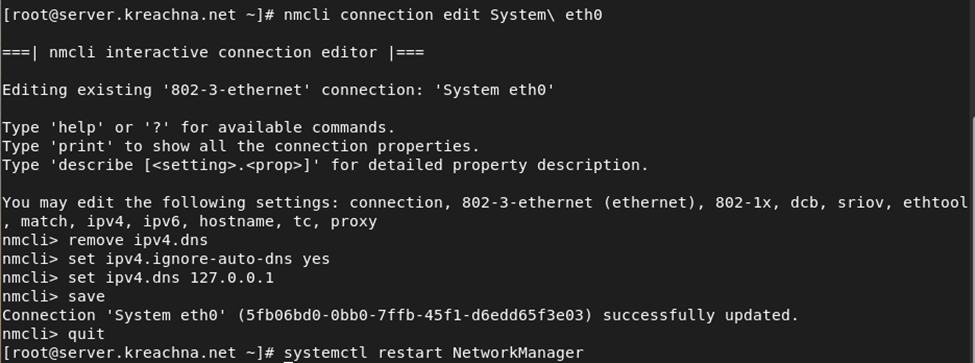 [root@server.kreachna.net ~]# nmcli connection edit System\ eth0
===| nmcli interactive connection editor |===
Editing existing '802-3-ethernet' connection: 'System eth0'
Type 'help' or '?' for available commands.
Type 'print' to show all the connection properties.
Type 'describe [<setting>.<prop>]' for detailed property description.
You may edit the following settings: connection, 802-3-ethernet (ethernet), 802-1x, dcb, sriov, ethtool
, match, ipv4, ipv6, hostname, tc, proxy
nmcli> remove ipv4.dns
nmcli> set ipv4.ignore-auto-dns yes
nmcli> set ipv4.dns 127.0.0.1
nmcli> save
Connection 'System eth0' (5fb06bd0-0bb0-7ffb-45f1-d6edd65f3e03) successfully updated.
nmcli> quit
[root@server.kreachna.net ~]# systemctl restart NetworkManager